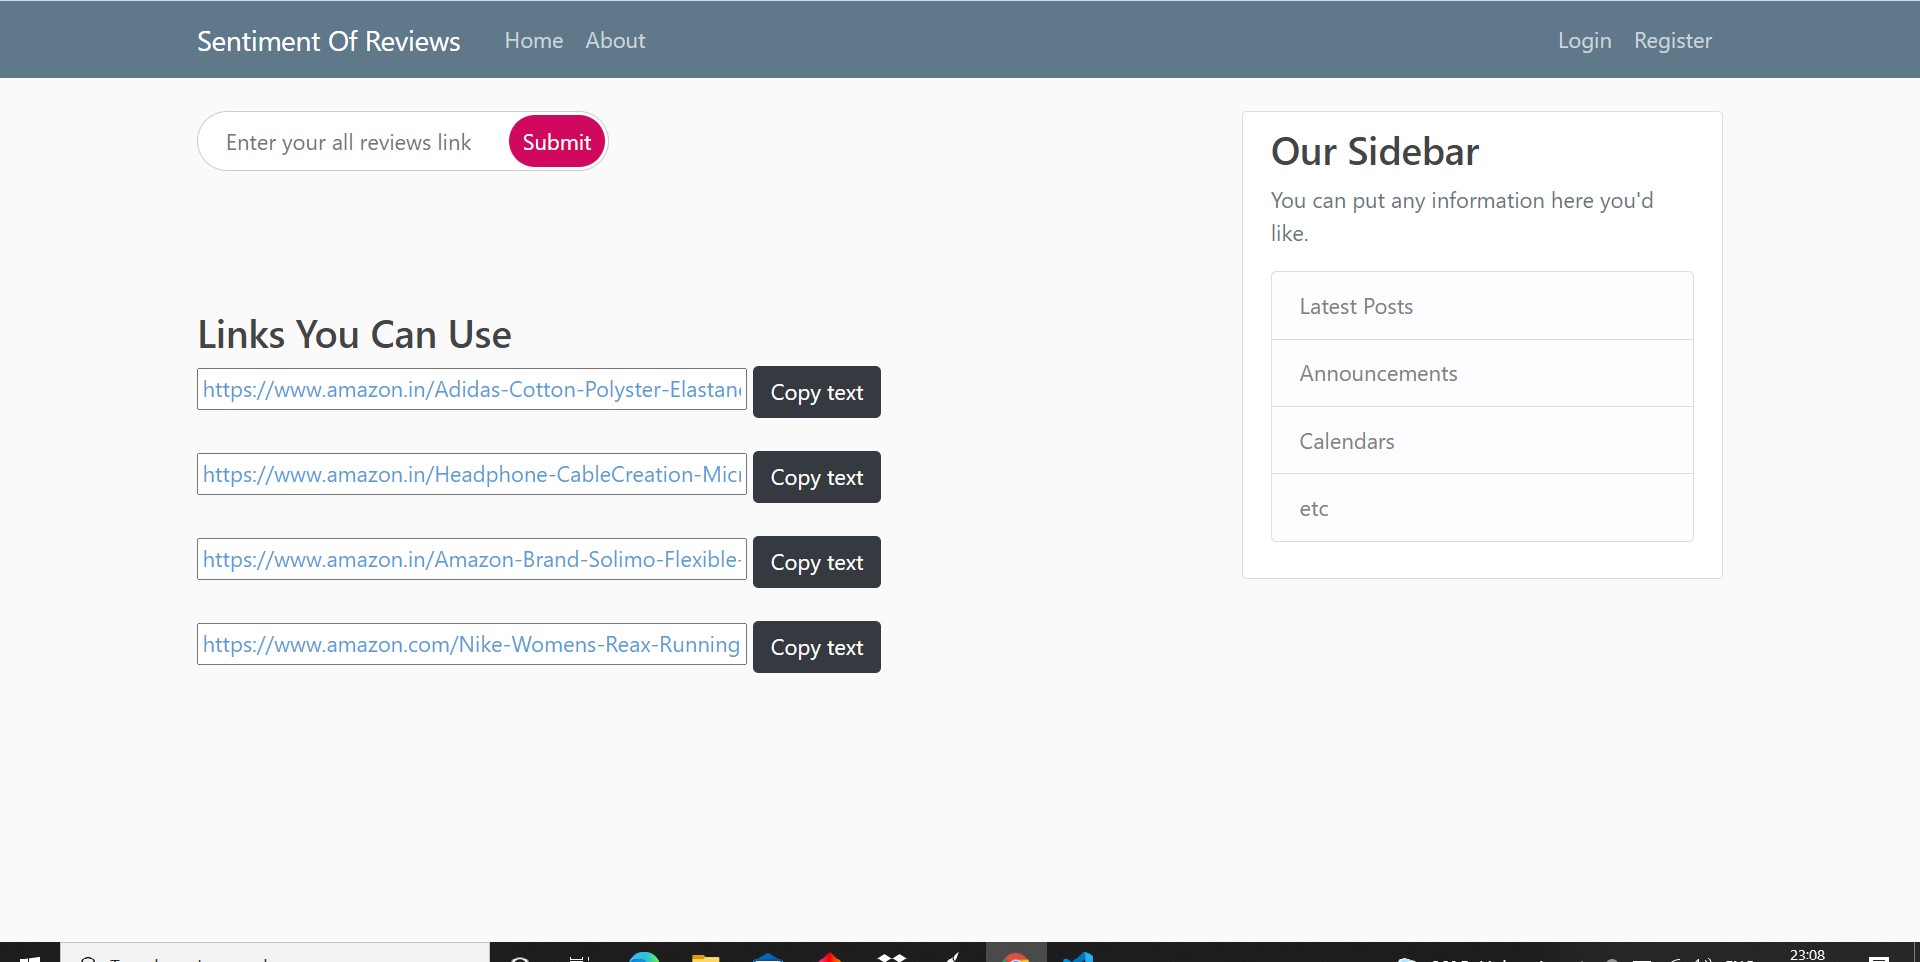 Sentiment Of Reviews Home About Login Register
Enter your all reviews link Submit
Links You Can Use
https://www.amazon.in/Adidas-Cotton-Polyster-Elastan
Copy text
https://www.amazon.in/Headphone-CableCreation-Mic
Copy text
https://www.amazon.in/Amazon-Brand-Solimo-Flexible-
Copy text
https://www.amazon.com/Nike-Womens-Reax-Running
Copy text
Our Sidebar
You can put any information here you'd
like.
Latest Posts
Announcements
Calendars
etc
23:08